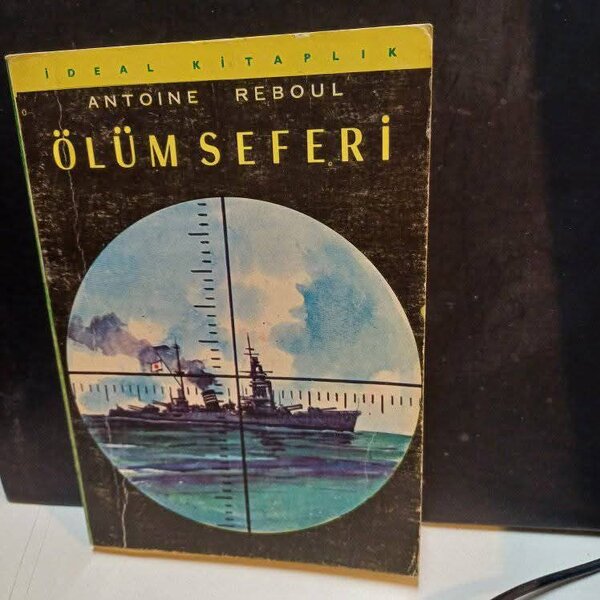 İDEAL KİTAPLIK
ANTOINE REBOUL
ÖLÜM SEFERİ